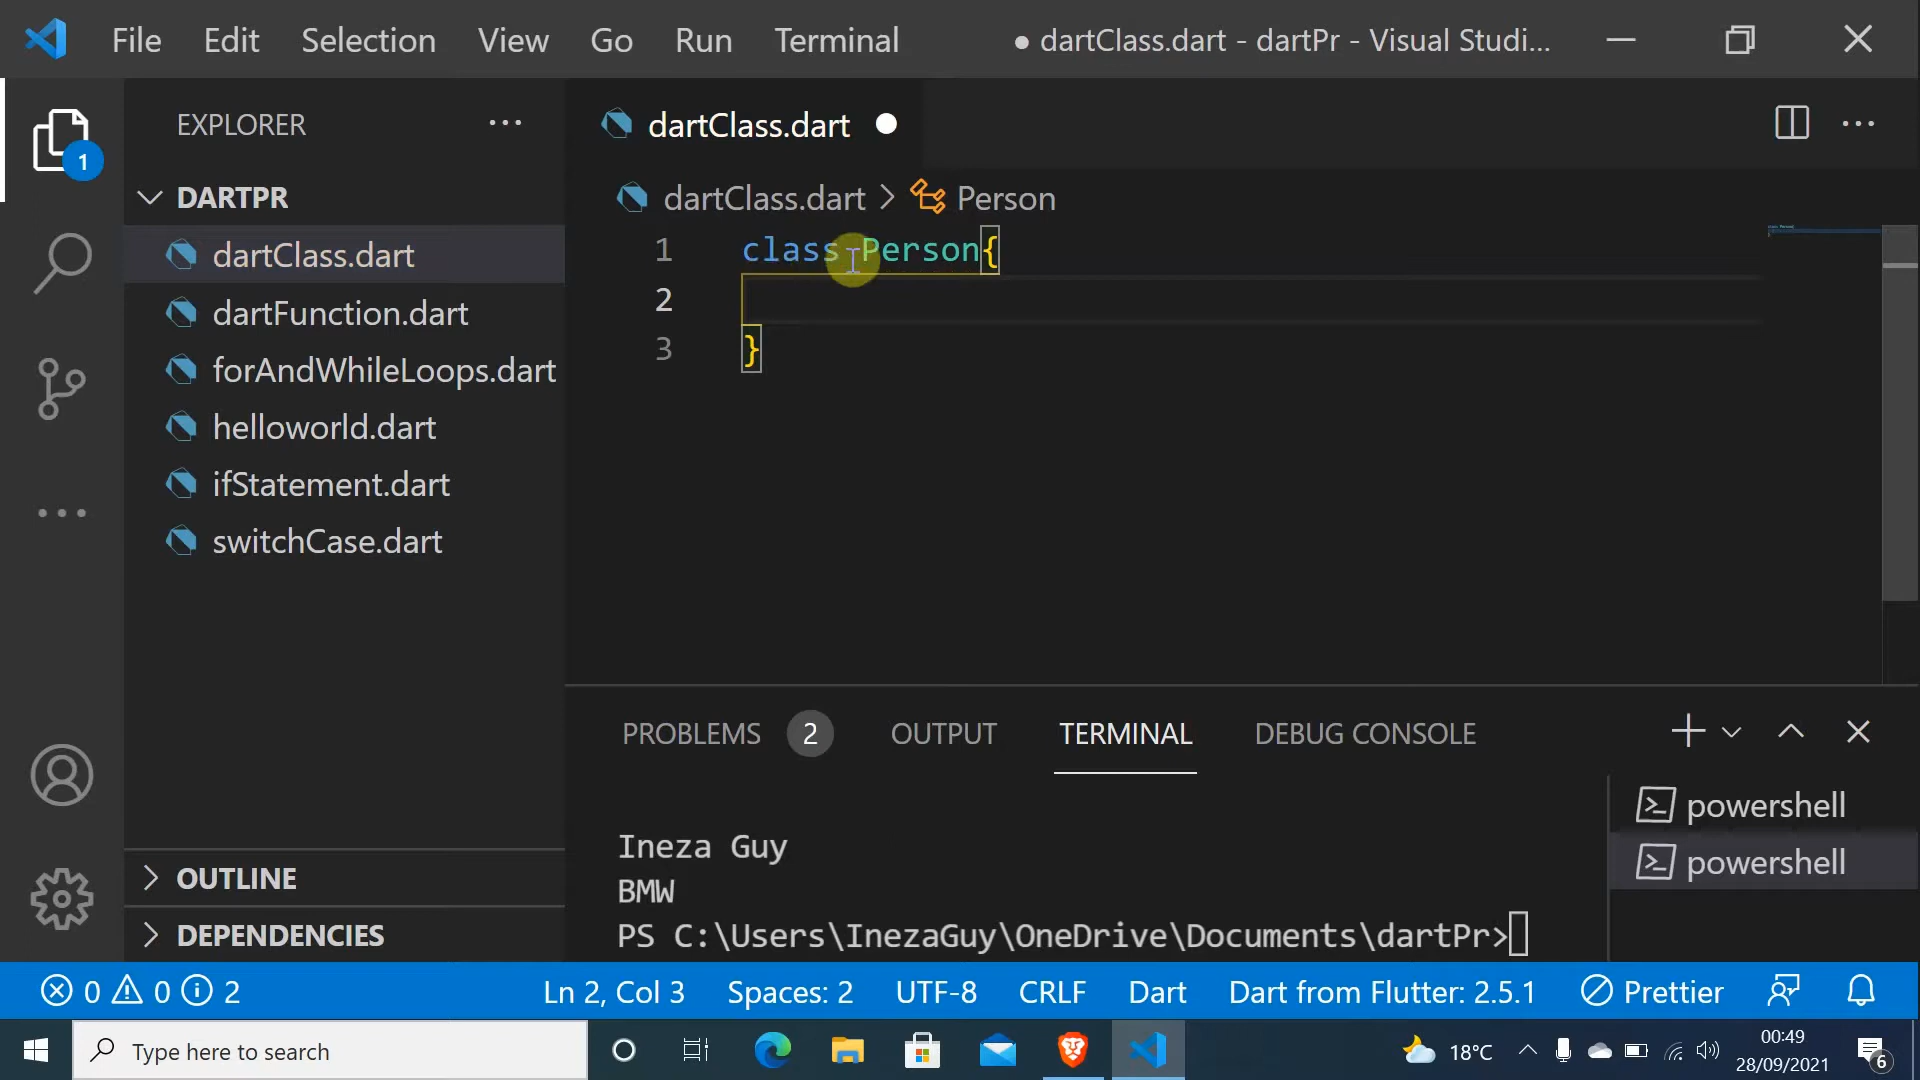 File Edit Selection View Go Run Terminal ● dartClass.dart - dartPr - Visual Studi...
EXPLORER
1
DARTPR
dartClass.dart
dartFunction.dart
forAndWhileLoops.dart
helloworld.dart
ifStatement.dart
switchCase.dart
OUTLINE
DEPENDENCIES
dartClass.dart
dartClass.dart > Person
1 class Person{
2
3 }
PROBLEMS 2 OUTPUT TERMINAL DEBUG CONSOLE
Ineza Guy
BMW
PS C:\Users\InezaGuy\OneDrive\Documents\dartPr>
powershell
powershell
0 0 2 Ln 2, Col 3 Spaces: 2 UTF-8 CRLF Dart Dart from Flutter: 2.5.1 Prettier
Type here to search
18°C
00:49
28/09/2021
6